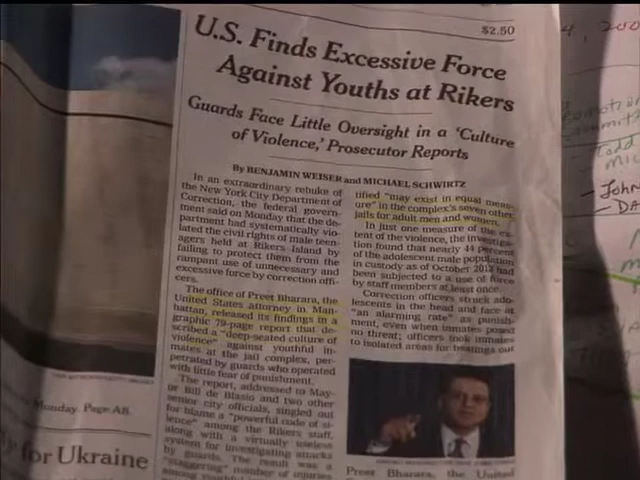 $2.50
U.S. Finds Excessive Force
Against Youths at Rikers
Guards Face Little Oversight in a 'Culture
of Violence,' Prosecutor Reports
By BENJAMIN WEISER and MICHAEL SCHWIRTZ
In an extraordinary rebuke of
the New York City Department of
Correction, the federal govern-
ment said on Monday that the de-
partment had systematically vio-
lated the civil rights of male teen-
agers held at Rikers Island by
failing to protect them from the
rampant use of unnecessary and
excessive force by correction offi-
cers.
The office of Preet Bharara, the
United States attorney in Man-
hattan, released its findings in a
graphic 79-page report that de-
scribed a "deep-seated culture of
violence" against youthful in-
mates at the jail complex, per-
petrated by guards who operated
with little fear of punishment.
The report, addressed to May-
or Bill de Blasio and two other
senior city officials, singled out
for blame a "powerful code of si-
lence" among the Rikers staff,
along with a virtually useless
system for investigating attacks
by guards. The result was a
"staggering" number of injuries
among youthful
tified "may exist in equal meas-
ure" in the complex's seven other
jails for adult men and women.
In just one measure of the ex-
tent of the violence, the investiga-
tion found that nearly 44 percent
of the adolescent male population
in custody as of October 2012 had
been subjected to a use of force
by staff members at least once.
Correction officers struck ado-
lescents in the head and face at
"an alarming rate" as punish-
ment, even when inmates posed
no threat; officers took inmates
to isolated areas for beatings out
Preet Bharara, the United
Monday. Page A8.
for Ukraine
4, 200
Todd
John
- DA